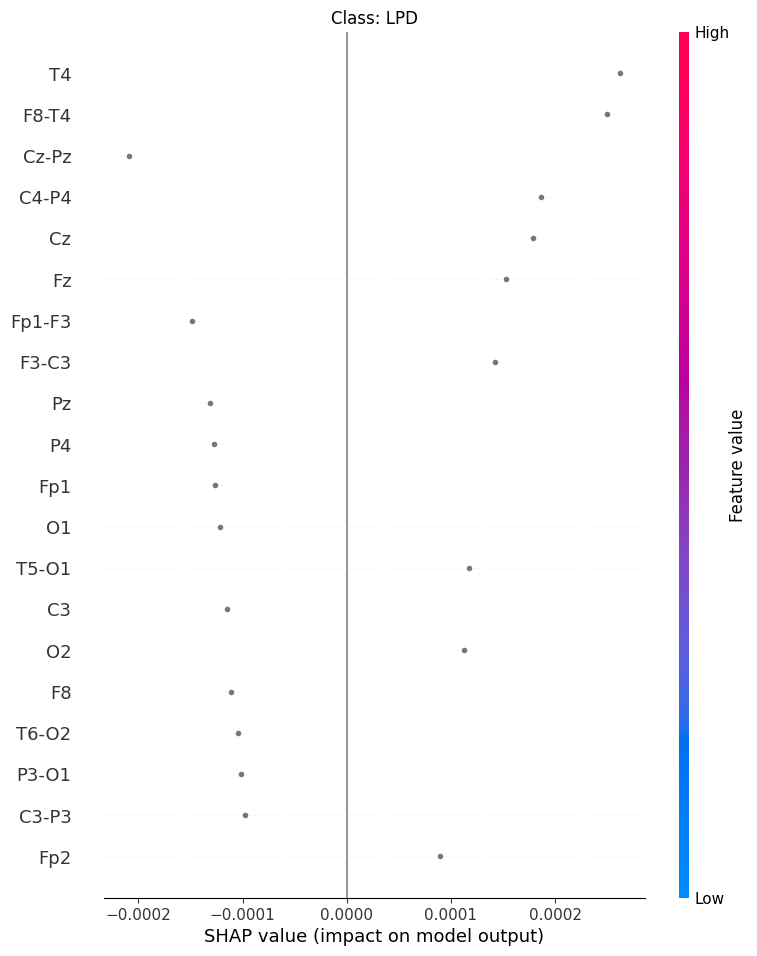 Class: LPD
High
T4
F8-T4
Cz-Pz
C4-P4
Cz
Fz
Fp1-F3
F3-C3
Pz
P4
Fp1
O1
T5-O1
C3
O2
F8
T6-O2
P3-O1
C3-P3
Fp2
Feature value
Low
−0.0002 −0.0001 0.0000 0.0001 0.0002
SHAP value (impact on model output)